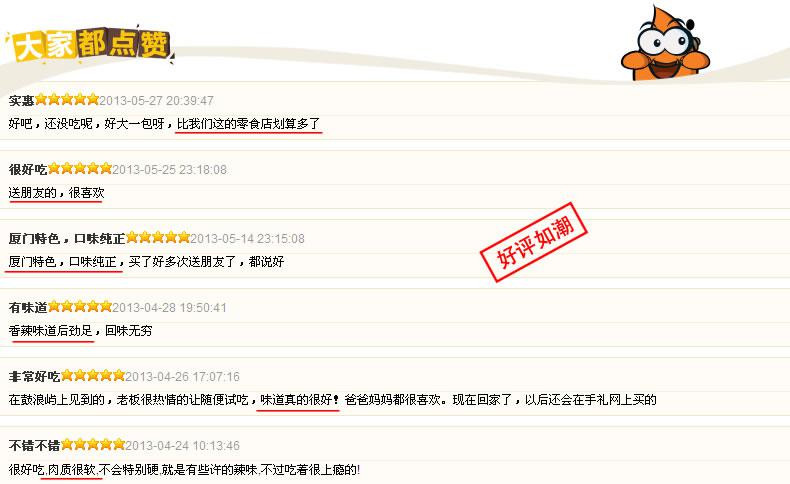 大家都点赞
实惠 2013-05-27 20:39:47
好吧，还没吃呢，好大一包呀，比我们这的零食店划算多了
很好吃 2013-05-25 23:18:08
送朋友的，很喜欢
厦门特色，口味纯正 2013-05-14 23:15:08
厦门特色，口味纯正，买了好多次送朋友了，都说好
好评如潮
有味道 2013-04-28 19:50:41
香辣味道后劲足，回味无穷
非常好吃 2013-04-26 17:07:16
在鼓浪屿上见到的，老板很热情的让随便试吃，味道真的很好！爸爸妈妈都很喜欢。现在回家了，以后还会在手礼网上买的
不错不错 2013-04-24 10:13:46
很好吃,肉质很软,不会特别硬,就是有些许的辣味,不过吃着很上瘾的!